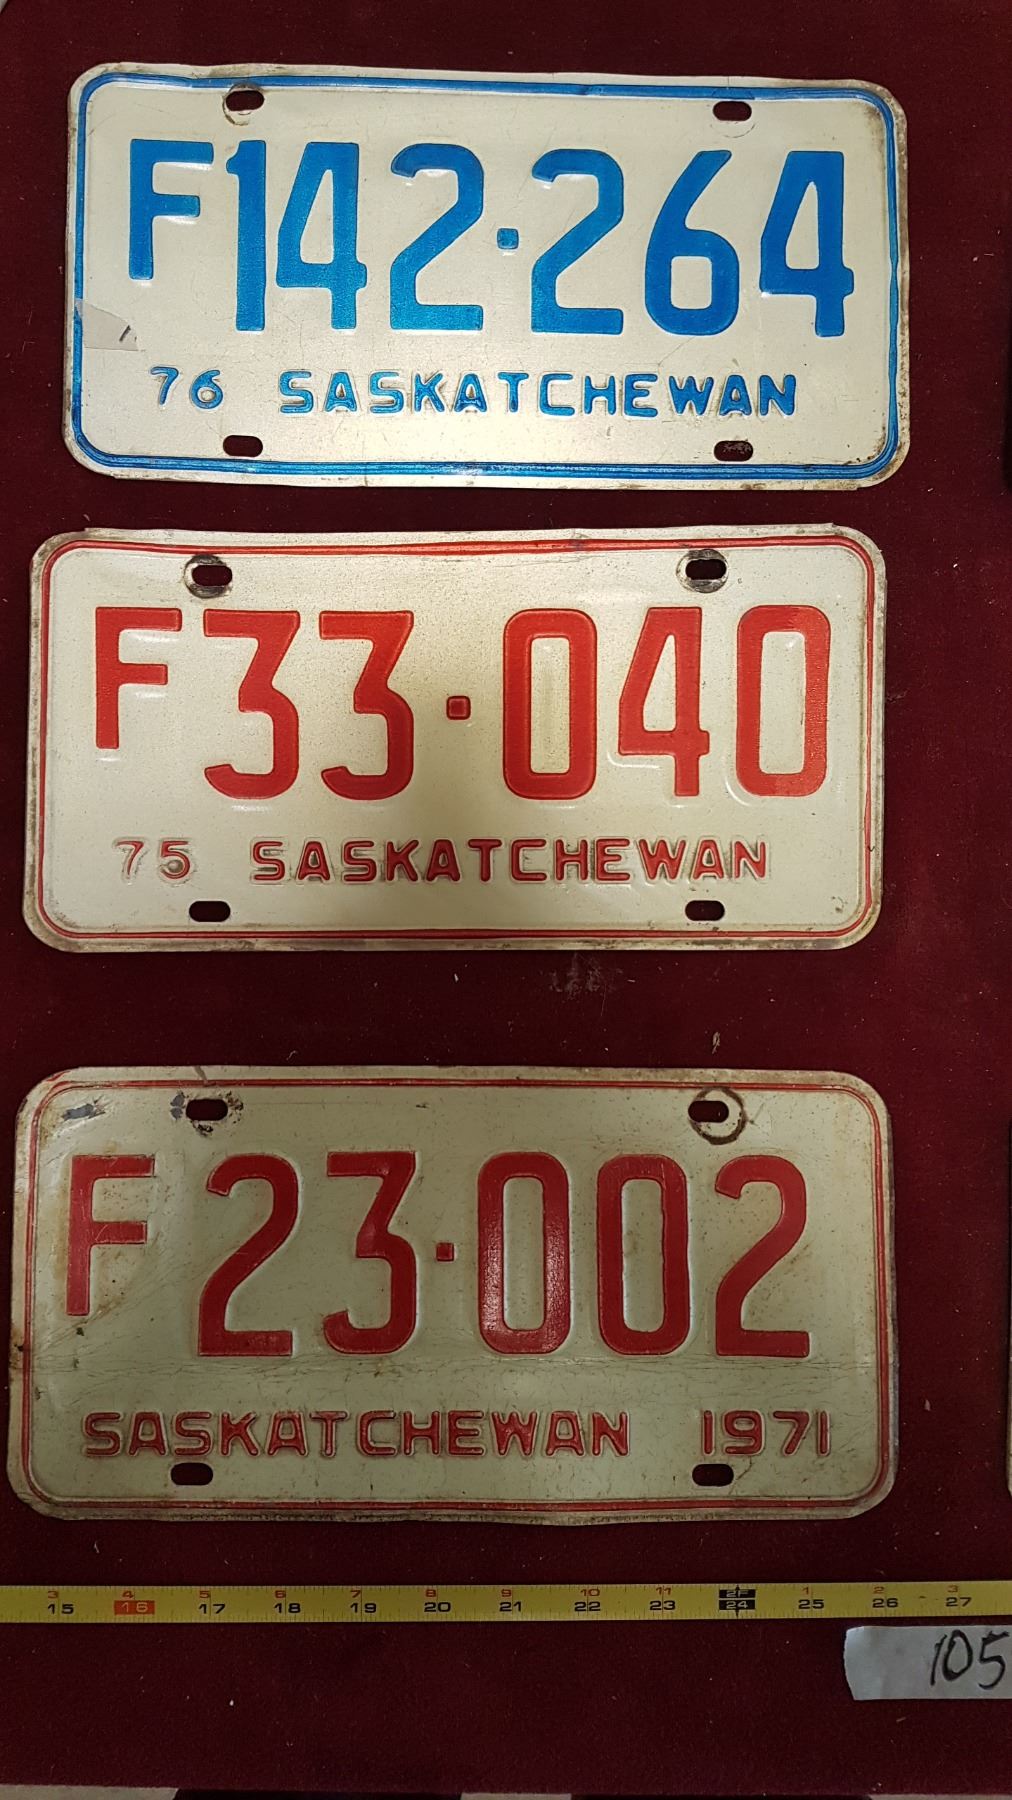 F142·264
76 SASKATCHEWAN
F33·040
75 SASKATCHEWAN
F23·002
SASKATCHEWAN 1971
3 4 5 6 7 8 9 10 11 2F 1 2 3
15 16 17 18 19 20 21 22 23 24 25 26 27
105